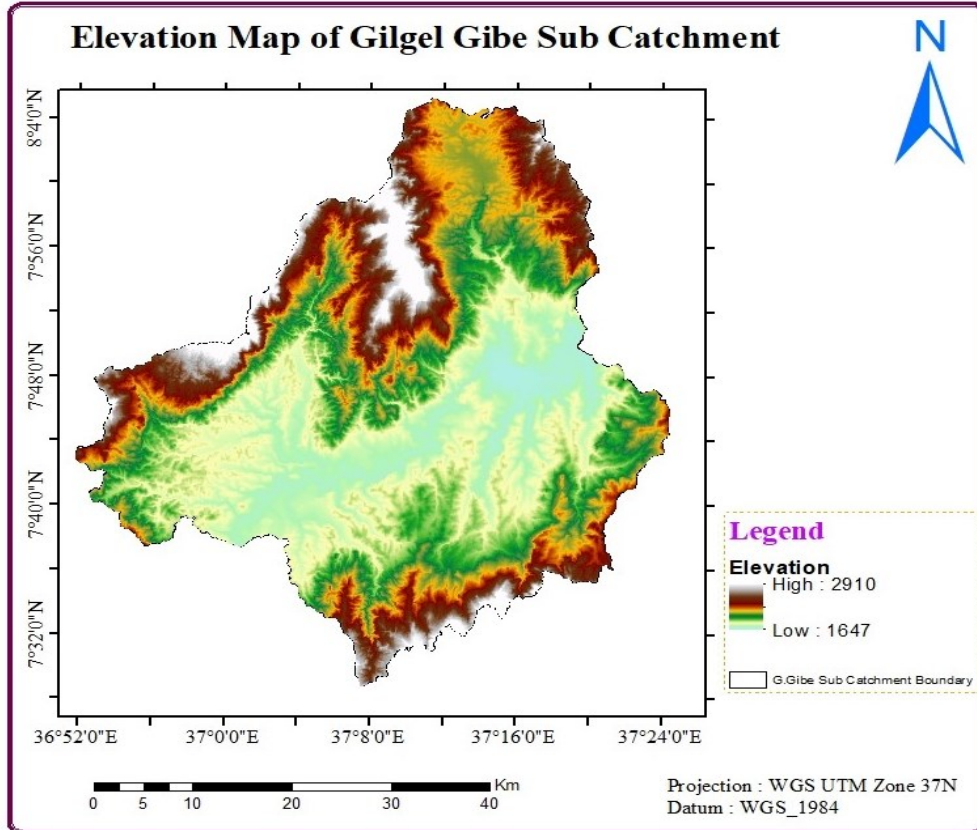 Elevation Map of Gilgel Gibe Sub Catchment
N
8°4'0"N
7°56'0"N
7°48'0"N
7°40'0"N
7°32'0"N
36°52'0"E 37°0'0"E 37°8'0"E 37°16'0"E 37°24'0"E
Legend
Elevation
High : 2910
Low : 1647
G.Gibe Sub Catchment Boundary
Km
0 5 10 20 30 40
Projection : WGS UTM Zone 37N
Datum : WGS_1984